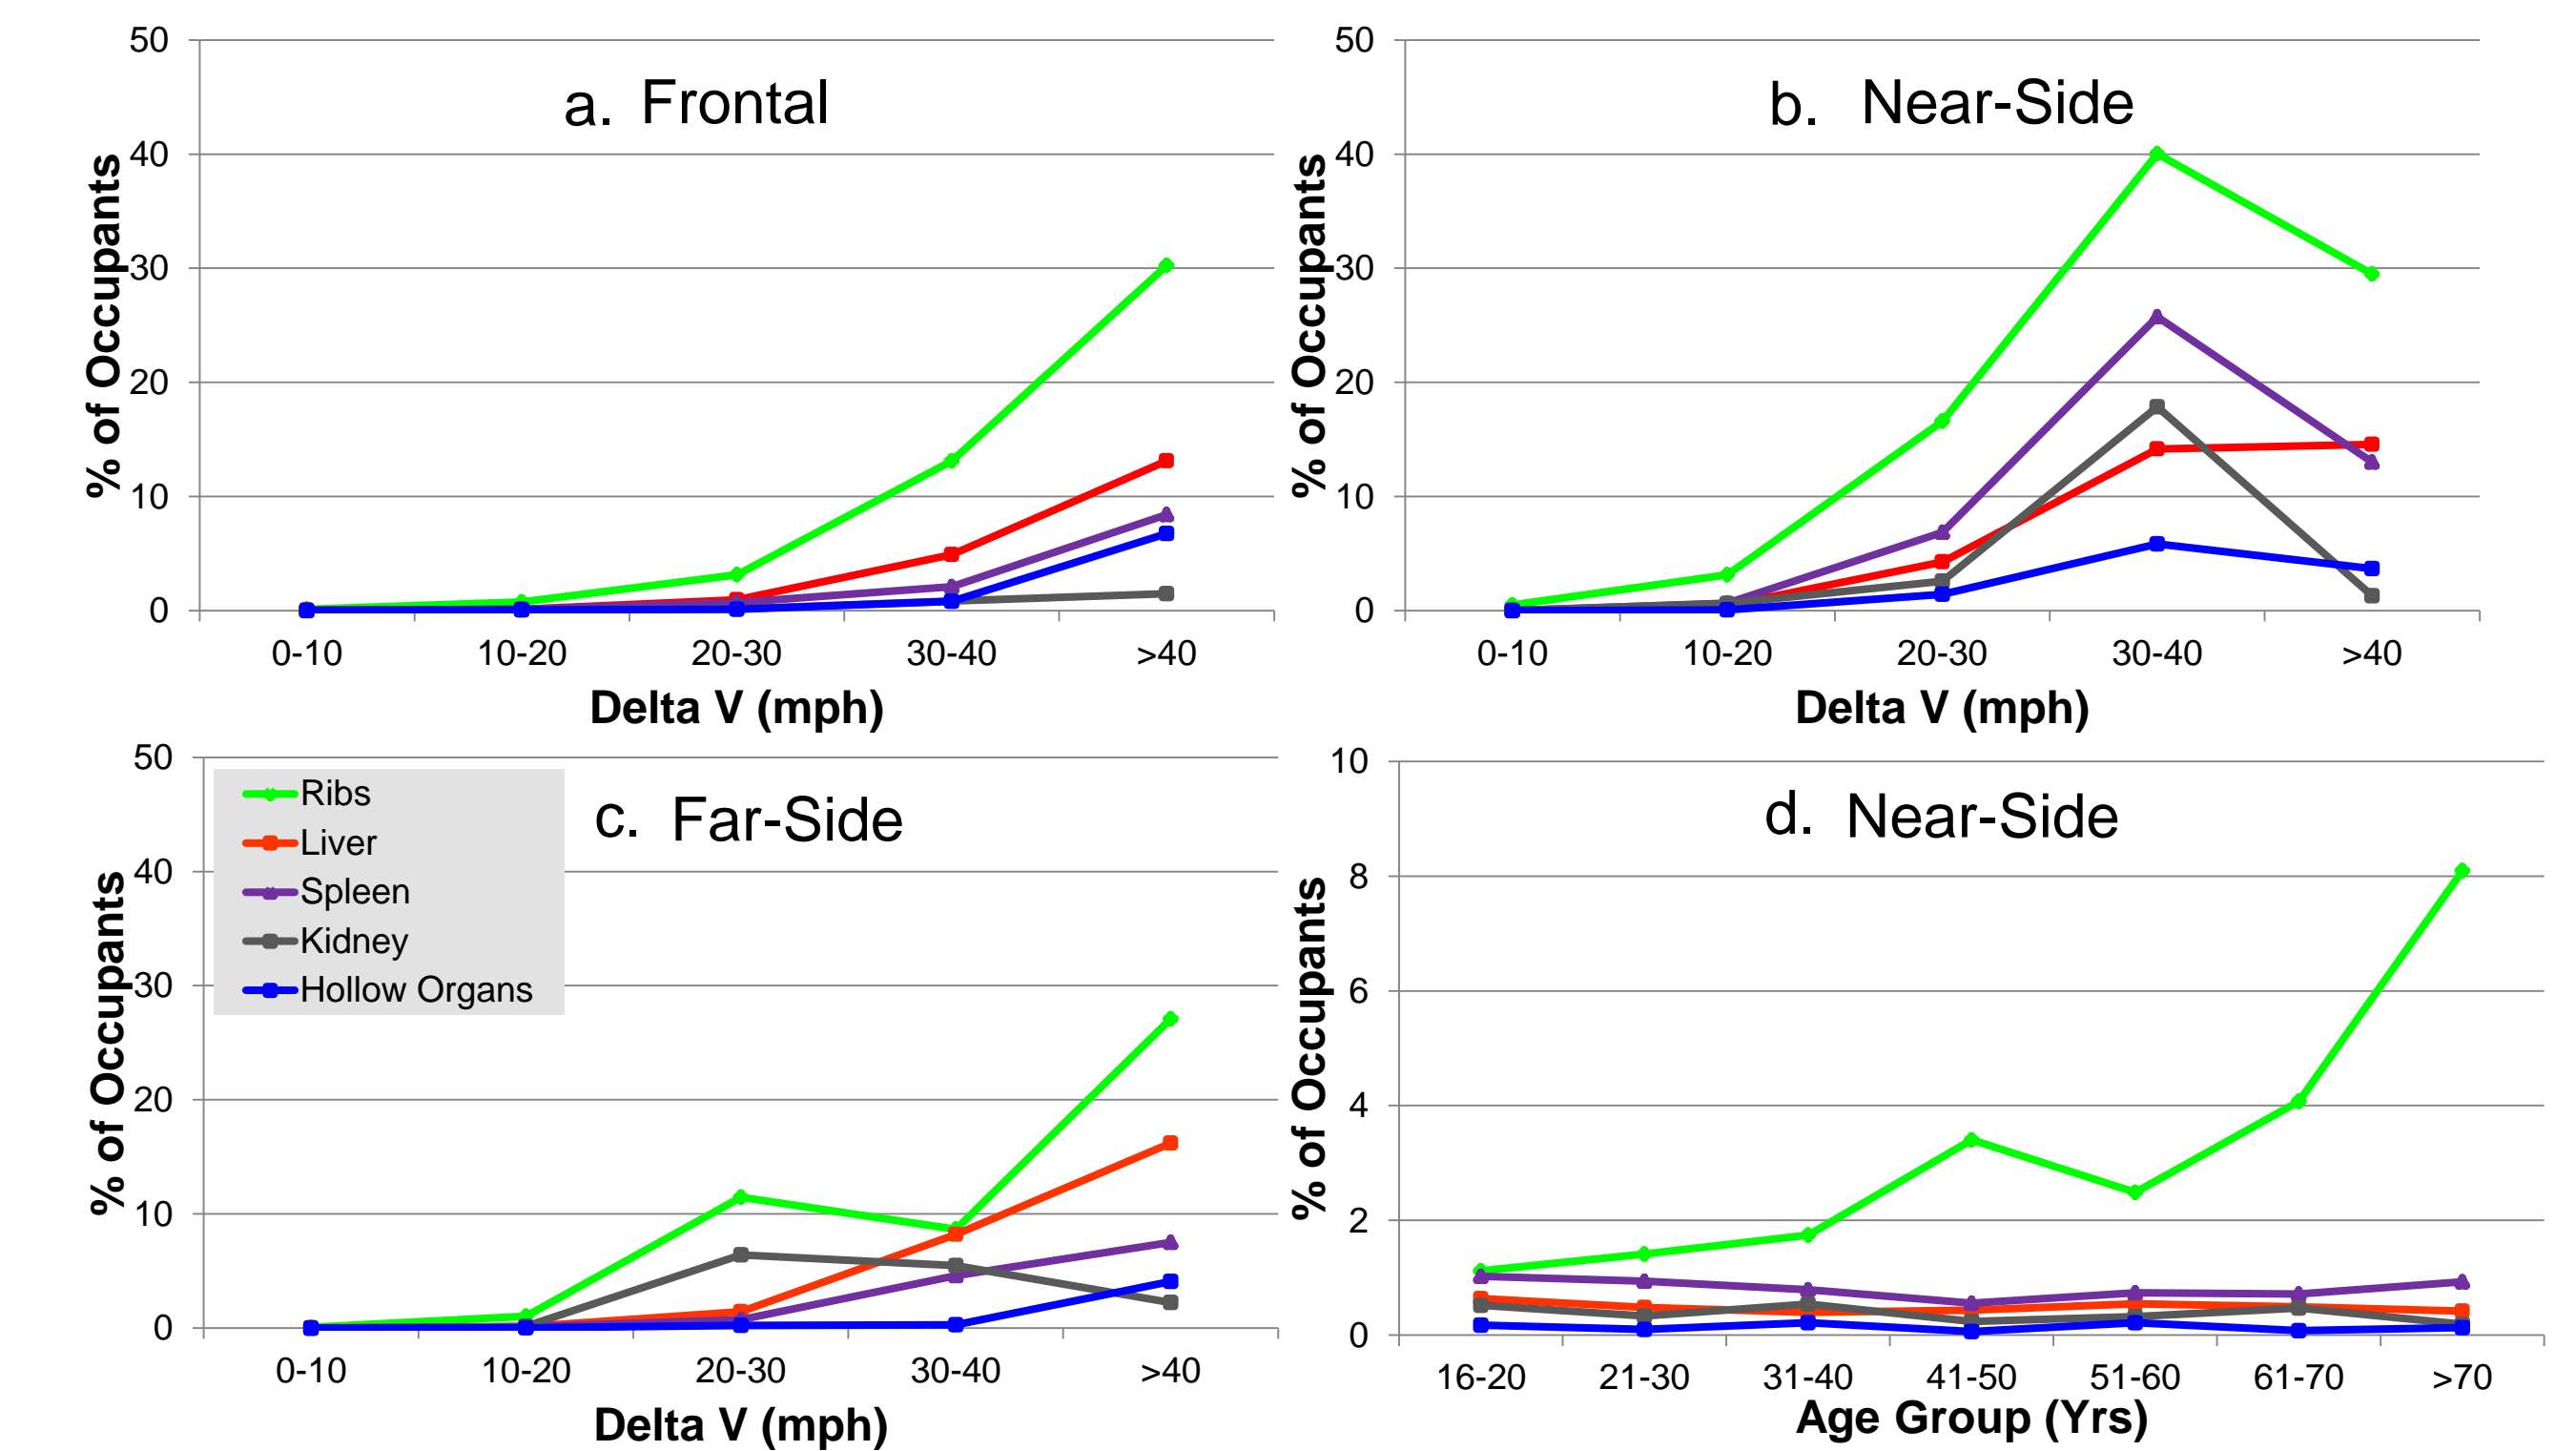 a. Frontal
% of Occupants
50
40
30
20
10
0
0-10 10-20 20-30 30-40 >40
Delta V (mph)
b. Near-Side
% of Occupants
50
40
30
20
10
0
0-10 10-20 20-30 30-40 >40
Delta V (mph)
c. Far-Side
% of Occupants
50
40
30
20
10
0
Ribs
Liver
Spleen
Kidney
Hollow Organs
0-10 10-20 20-30 30-40 >40
Delta V (mph)
d. Near-Side
% of Occupants
10
8
6
4
2
0
16-20 21-30 31-40 41-50 51-60 61-70 >70
Age Group (Yrs)